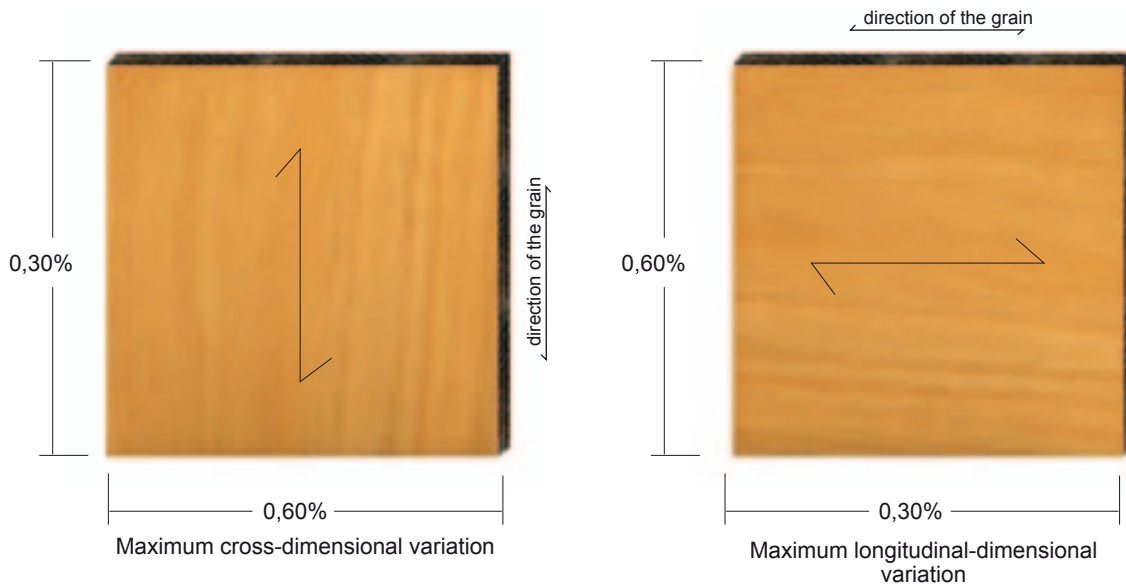 direction of the grain
0,30%
direction of the grain
0,60%
0,60%
Maximum cross-dimensional variation
0,30%
Maximum longitudinal-dimensional
variation